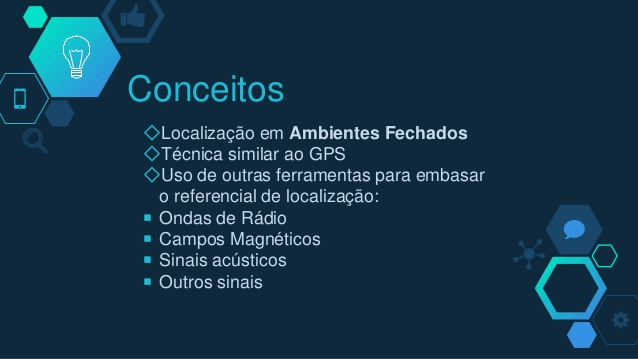 Conceitos
◇Localização em Ambientes Fechados
◇Técnica similar ao GPS
◇Uso de outras ferramentas para embasar
o referencial de localização:
▪ Ondas de Rádio
▪ Campos Magnéticos
▪ Sinais acústicos
▪ Outros sinais